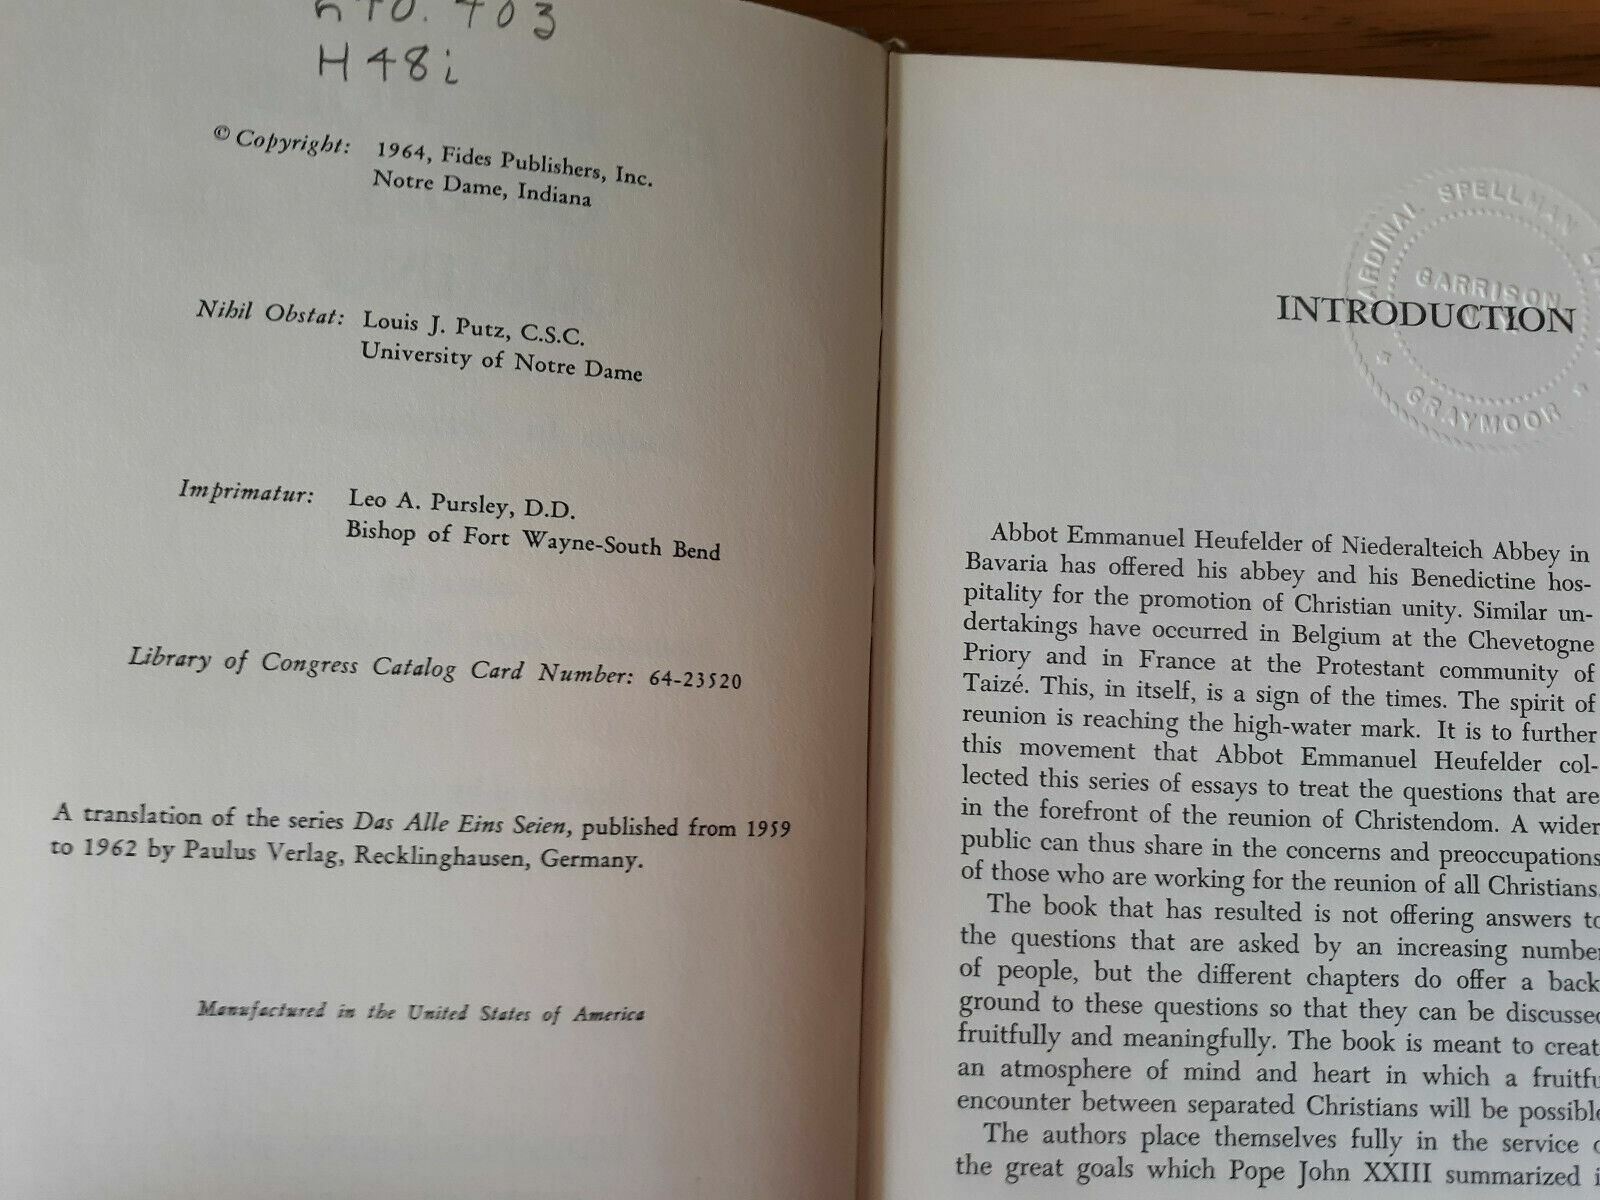 403
H48i
© Copyright: 1964, Fides Publishers, Inc.
Notre Dame, Indiana
Nihil Obstat: Louis J. Putz, C.S.C.
University of Notre Dame
Imprimatur: Leo A. Pursley, D.D.
Bishop of Fort Wayne-South Bend
Library of Congress Catalog Card Number: 64-23520
A translation of the series Das Alle Eins Seien, published from 1959
to 1962 by Paulus Verlag, Recklinghausen, Germany.
Manufactured in the United States of America
CARDINAL SPELLMAN
GARRISON
N.Y.
GRAYMOOR
INTRODUCTION
Abbot Emmanuel Heufelder of Niederalteich Abbey in
Bavaria has offered his abbey and his Benedictine hos-
pitality for the promotion of Christian unity. Similar un-
dertakings have occurred in Belgium at the Chevetogne
Priory and in France at the Protestant community of
Taizé. This, in itself, is a sign of the times. The spirit of
reunion is reaching the high-water mark. It is to further
this movement that Abbot Emmanuel Heufelder col-
lected this series of essays to treat the questions that are
in the forefront of the reunion of Christendom. A wider
public can thus share in the concerns and preoccupations
of those who are working for the reunion of all Christians.
The book that has resulted is not offering answers to
the questions that are asked by an increasing number
of people, but the different chapters do offer a back
ground to these questions so that they can be discussed
fruitfully and meaningfully. The book is meant to creat
an atmosphere of mind and heart in which a fruitfu
encounter between separated Christians will be possible
The authors place themselves fully in the service
the great goals which Pope John XXIII summarized